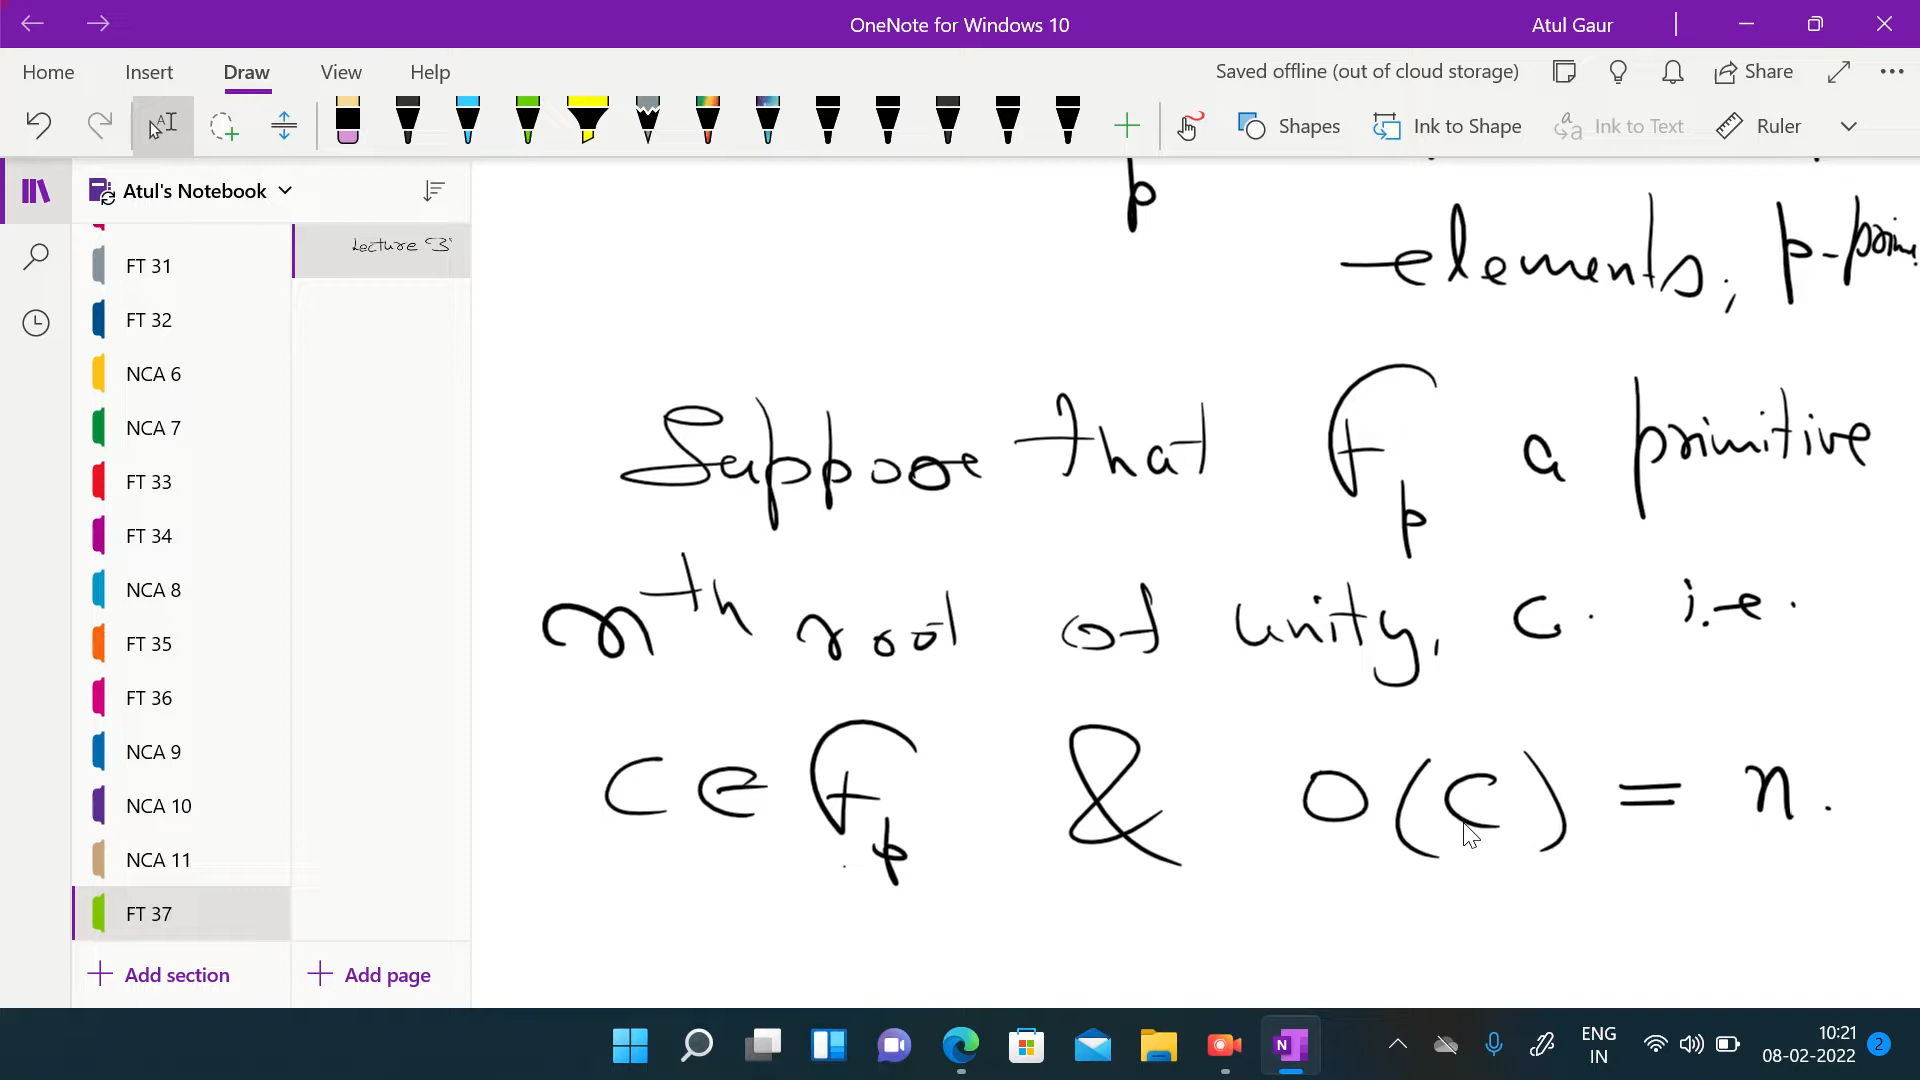 OneNote for Windows 10
Atul Gaur
Home Insert Draw View Help
Saved offline (out of cloud storage)
Share
Shapes Ink to Shape Ink to Text Ruler
Atul's Notebook
Lecture 3
FT 31
FT 32
NCA 6
NCA 7
FT 33
FT 34
NCA 8
FT 35
FT 36
NCA 9
NCA 10
NCA 11
FT 37
Add section
Add page
p
elements, p-prime.
Suppose that Fp a primitive
nth root of unity, c. i.e.
c ∈ Fp & O(c) = n.
N
ENG
IN
10:21
08-02-2022
2